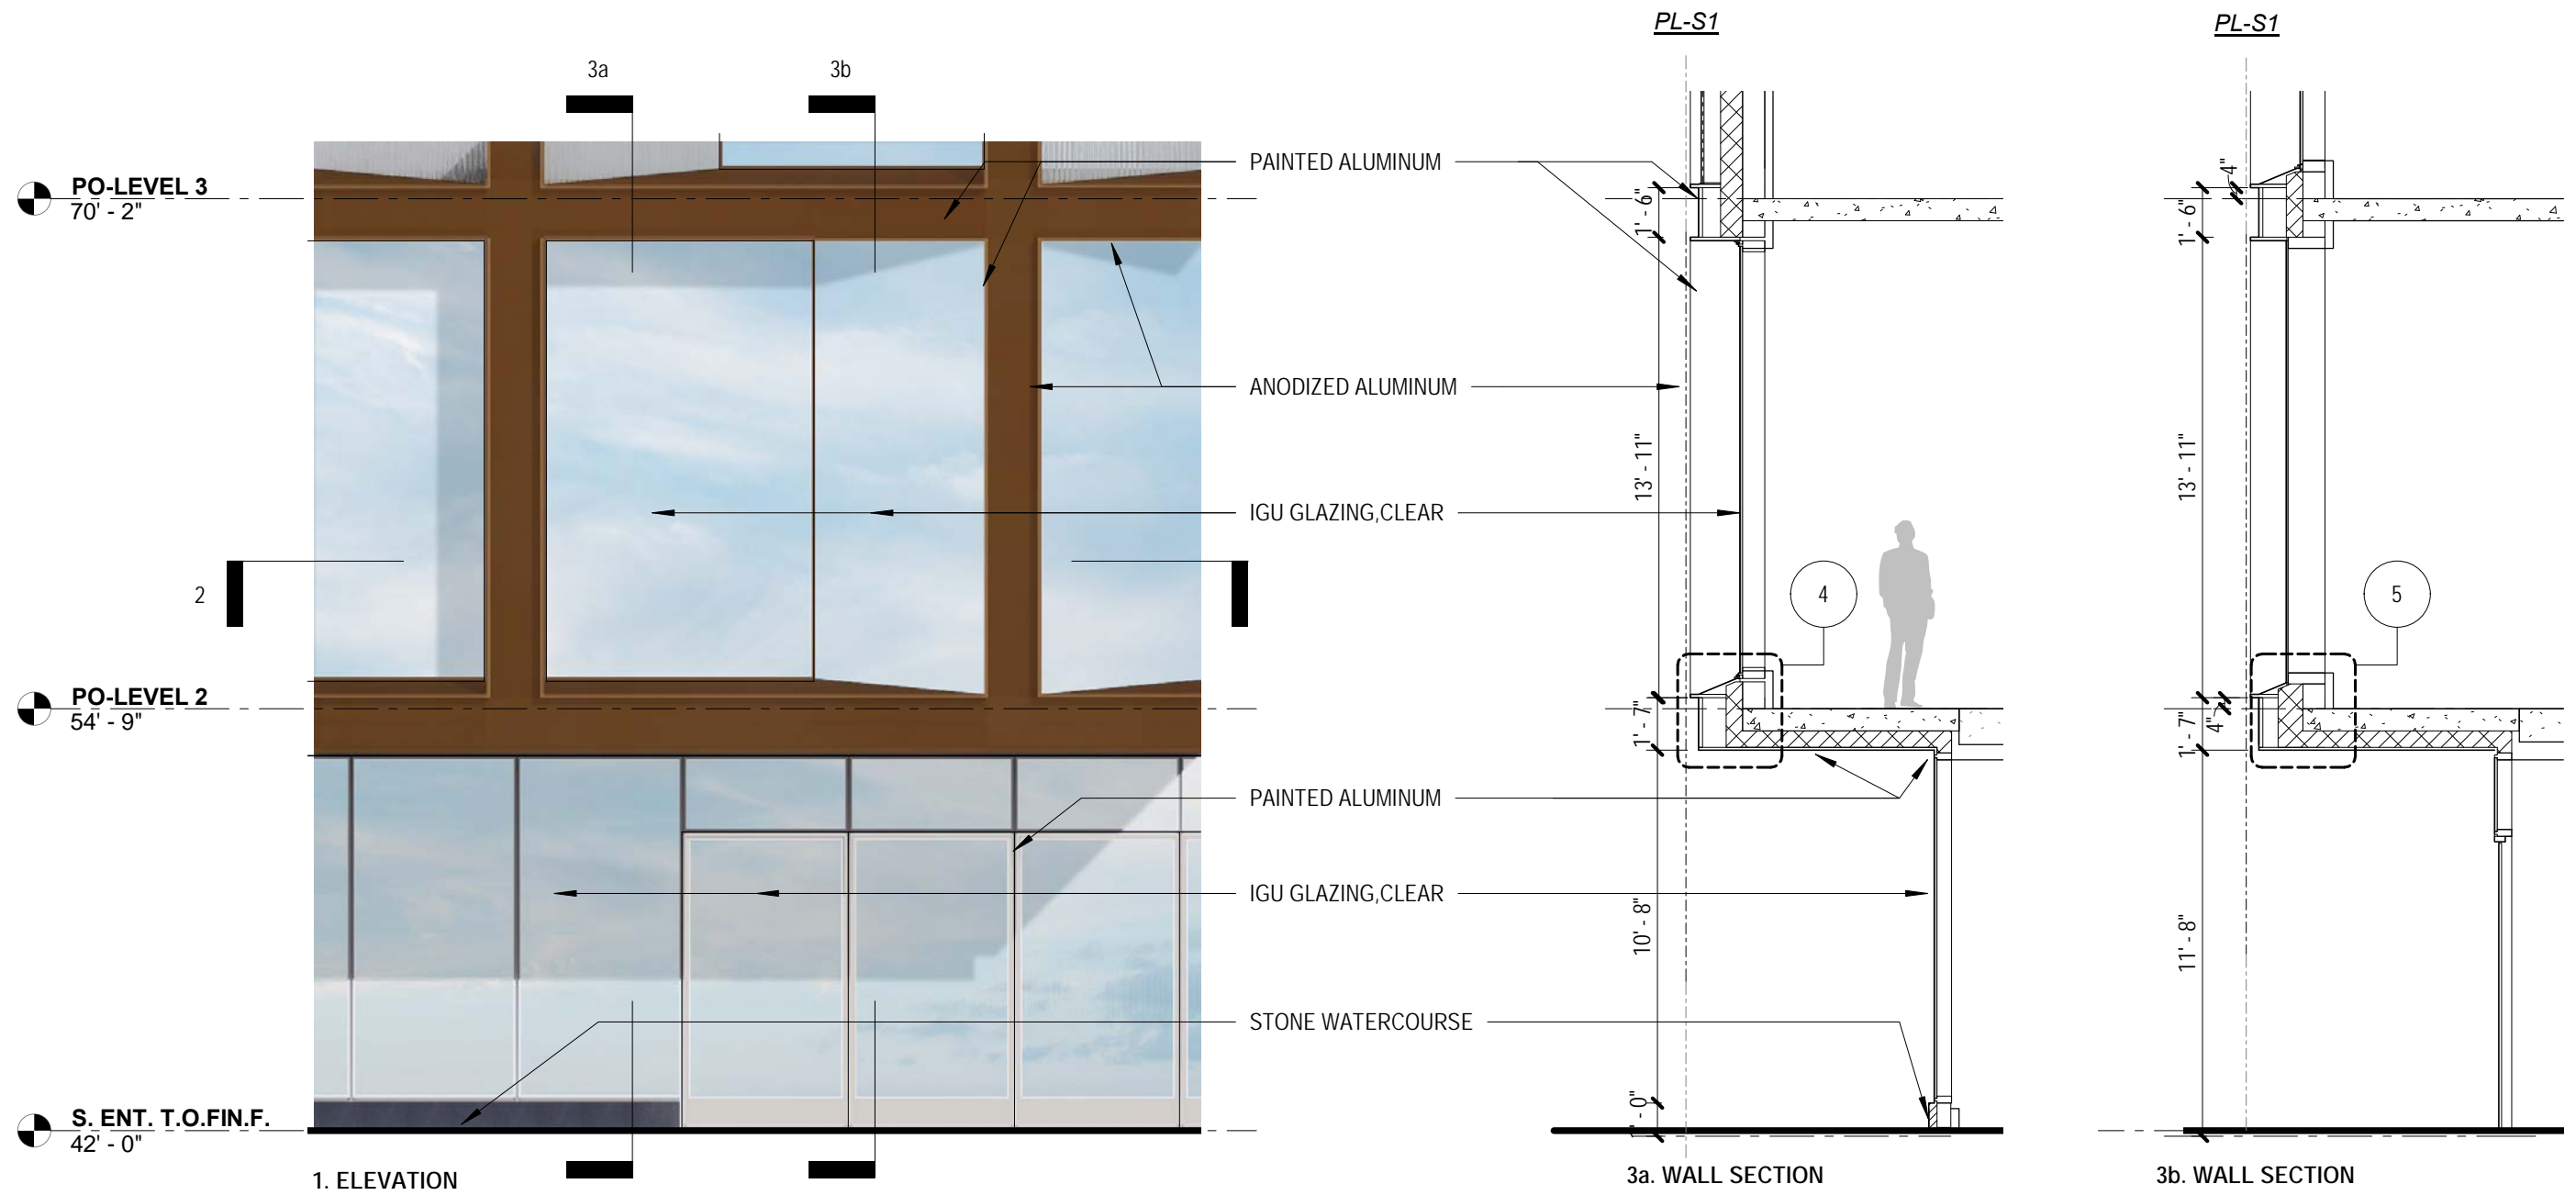 PL-S1
PL-S1
3a
3b
PAINTED ALUMINUM
PO-LEVEL 3
70' - 2"
1' - 6"
4"
1' - 6"
ANODIZED ALUMINUM
13' - 11"
13' - 11"
IGU GLAZING,CLEAR
2
4
5
PO-LEVEL 2
54' - 9"
1' - 7"
1' - 7"
4"
PAINTED ALUMINUM
IGU GLAZING,CLEAR
10' - 8"
11' - 8"
STONE WATERCOURSE
S. ENT. T.O.FIN.F.
42' - 0"
1. ELEVATION
3a. WALL SECTION
3b. WALL SECTION